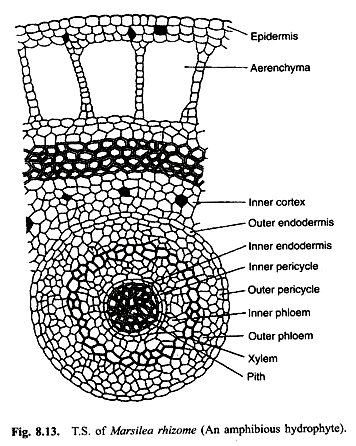 Epidermis
Aerenchyma
Inner cortex
Outer endodermis
Inner endodermis
Inner pericycle
Outer pericycle
Inner phloem
Outer phloem
Xylem
Pith
Fig. 8.13. T.S. of Marsilea rhizome (An amphibious hydrophyte).